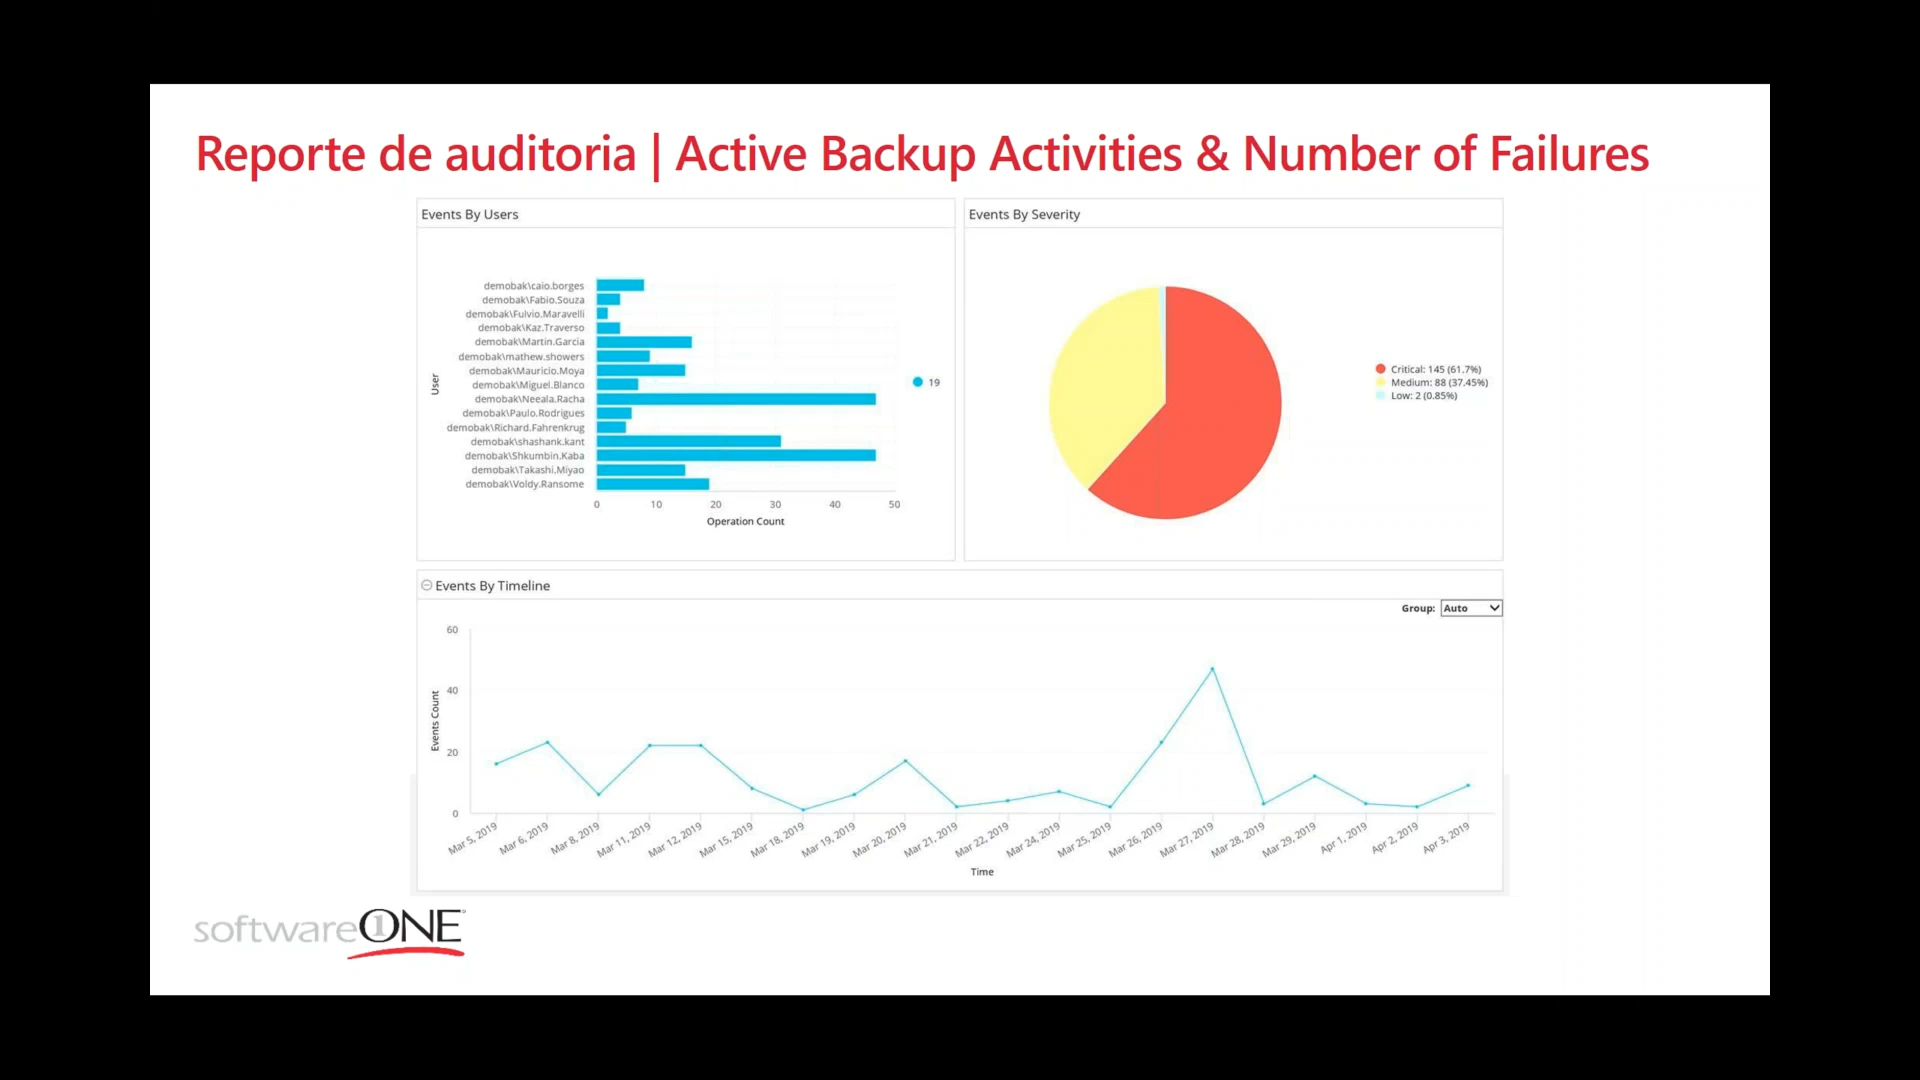 Reporte de auditoria | Active Backup Activities & Number of Failures
Events By Users
demobak\caio.borges
demobak\Fabio.Souza
demobak\Fulvio.Maravelli
demobak\Kaz.Traverso
demobak\Martin.Garcia
demobak\mathew.showers
demobak\Mauricio.Moya
demobak\Miguel.Blanco
demobak\Neeala.Racha
demobak\Paulo.Rodrigues
demobak\Richard.Fahrenkrug
demobak\shashank.kant
demobak\Shkumbin.Kaba
demobak\Takashi.Miyao
demobak\Voldy.Ransome
User
0 10 20 30 40 50
Operation Count
19
Events By Severity
Critical: 145 (61.7%)
Medium: 88 (37.45%)
Low: 2 (0.85%)
Events By Timeline
Group: Auto
60
40
20
0
Events Count
Mar 5, 2019
Mar 6, 2019
Mar 8, 2019
Mar 11, 2019
Mar 12, 2019
Mar 15, 2019
Mar 18, 2019
Mar 19, 2019
Mar 20, 2019
Mar 21, 2019
Mar 22, 2019
Mar 24, 2019
Mar 25, 2019
Mar 26, 2019
Mar 27, 2019
Mar 28, 2019
Mar 29, 2019
Apr 1, 2019
Apr 2, 2019
Apr 3, 2019
Time
softwareONE